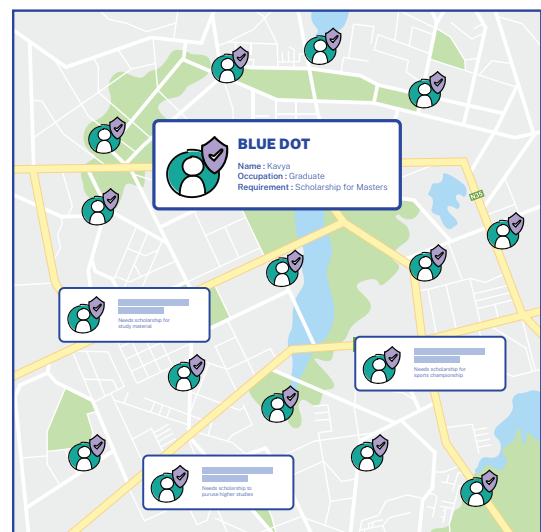 BLUE DOT
Name : Kavya
Occupation : Graduate
Requirement : Scholarship for Masters
N35
Needs scholarship for
study material
Needs scholarship for
sports championship
Needs scholarship to
puruse higher studies